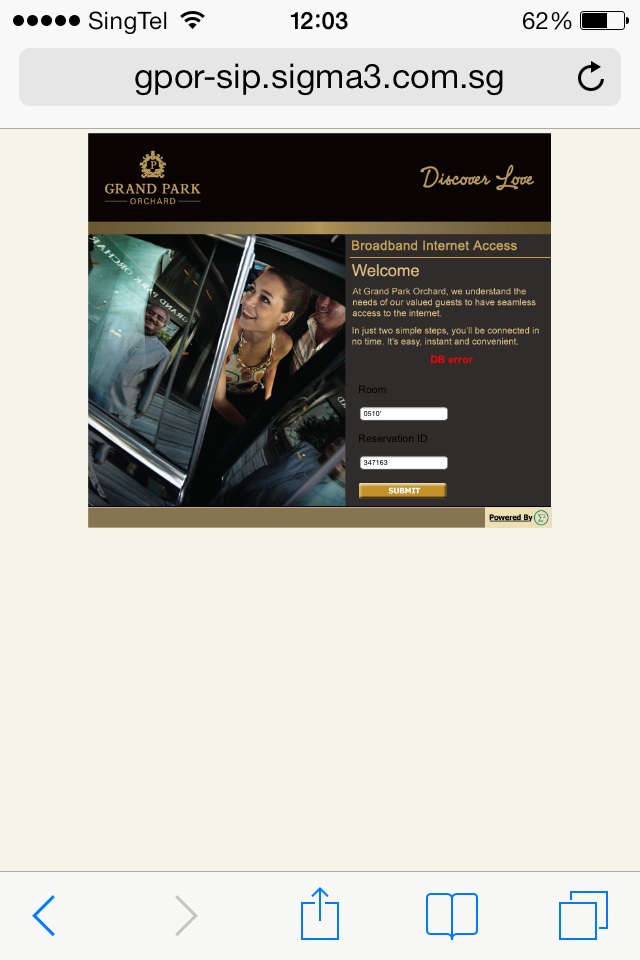 SingTel 12:03 62%
gpor-sip.sigma3.com.sg
GRAND PARK
ORCHARD
Discover Love
Broadband Internet Access
Welcome
At Grand Park Orchard, we understand the
needs of our valued guests to have seamless
access to the internet.
In just two simple steps, you'll be connected in
no time. It's easy, instant and convenient.
DB error
Room
0510'
Reservation ID
347163
SUBMIT
Powered By